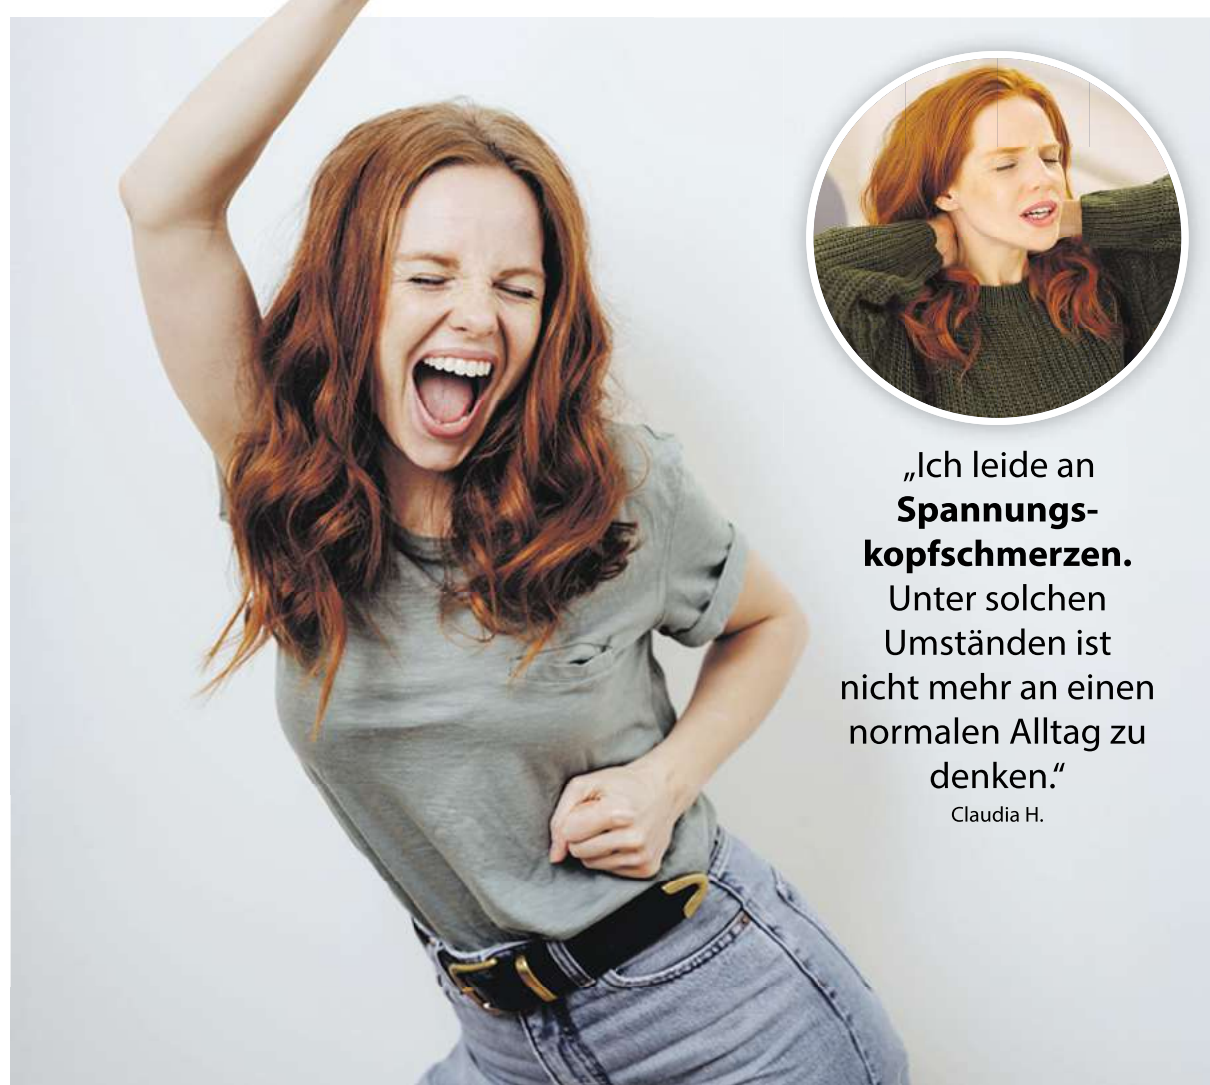 „Ich leide an
Spannungs-
kopfschmerzen.
Unter solchen
Umständen ist
nicht mehr an einen
normalen Alltag zu
denken.“
Claudia H.